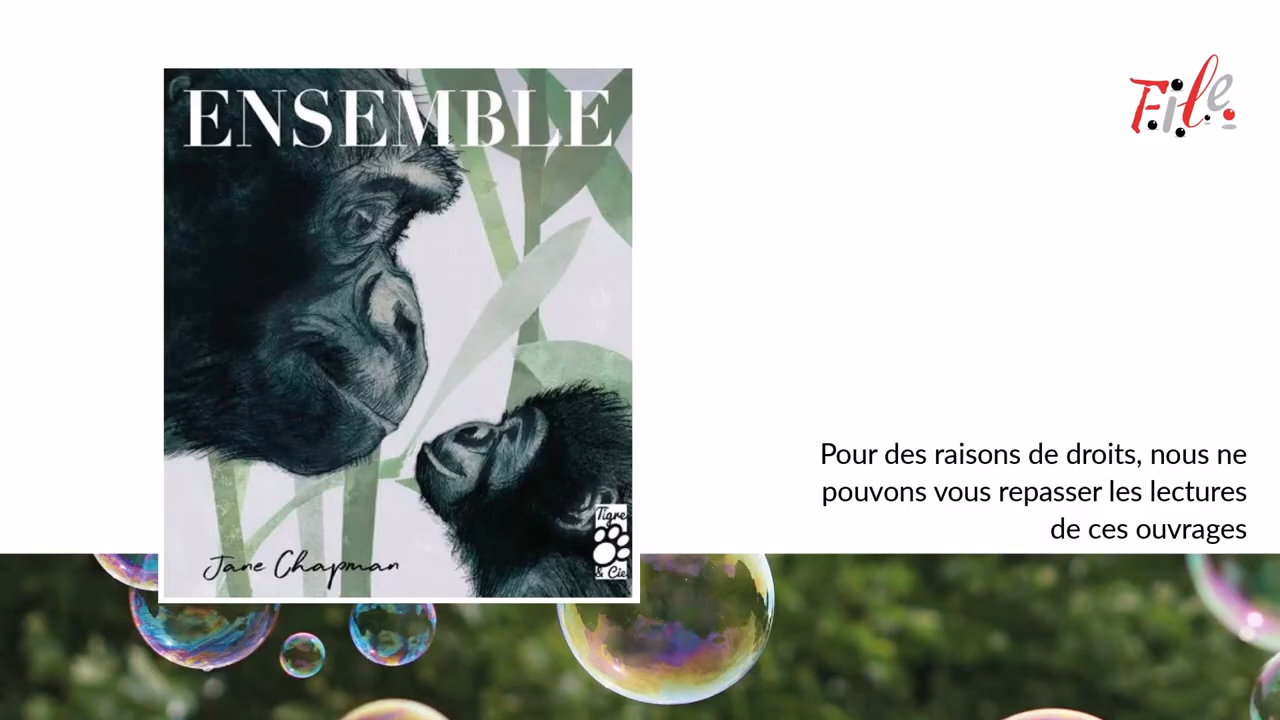 ENSEMBLE
Jane Chapman
Tigre
& Cie
File
Pour des raisons de droits, nous ne
pouvons vous repasser les lectures
de ces ouvrages